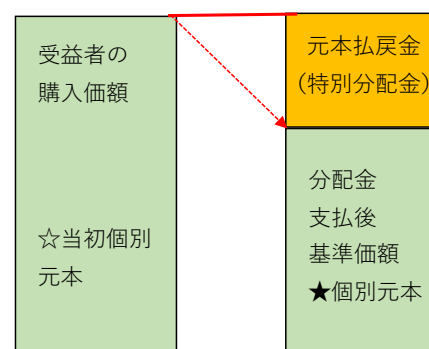 受益者の
購入価額
☆当初個別
元本
元本払戻金
(特別分配金)
分配金
支払後
基準価額
★個別元本